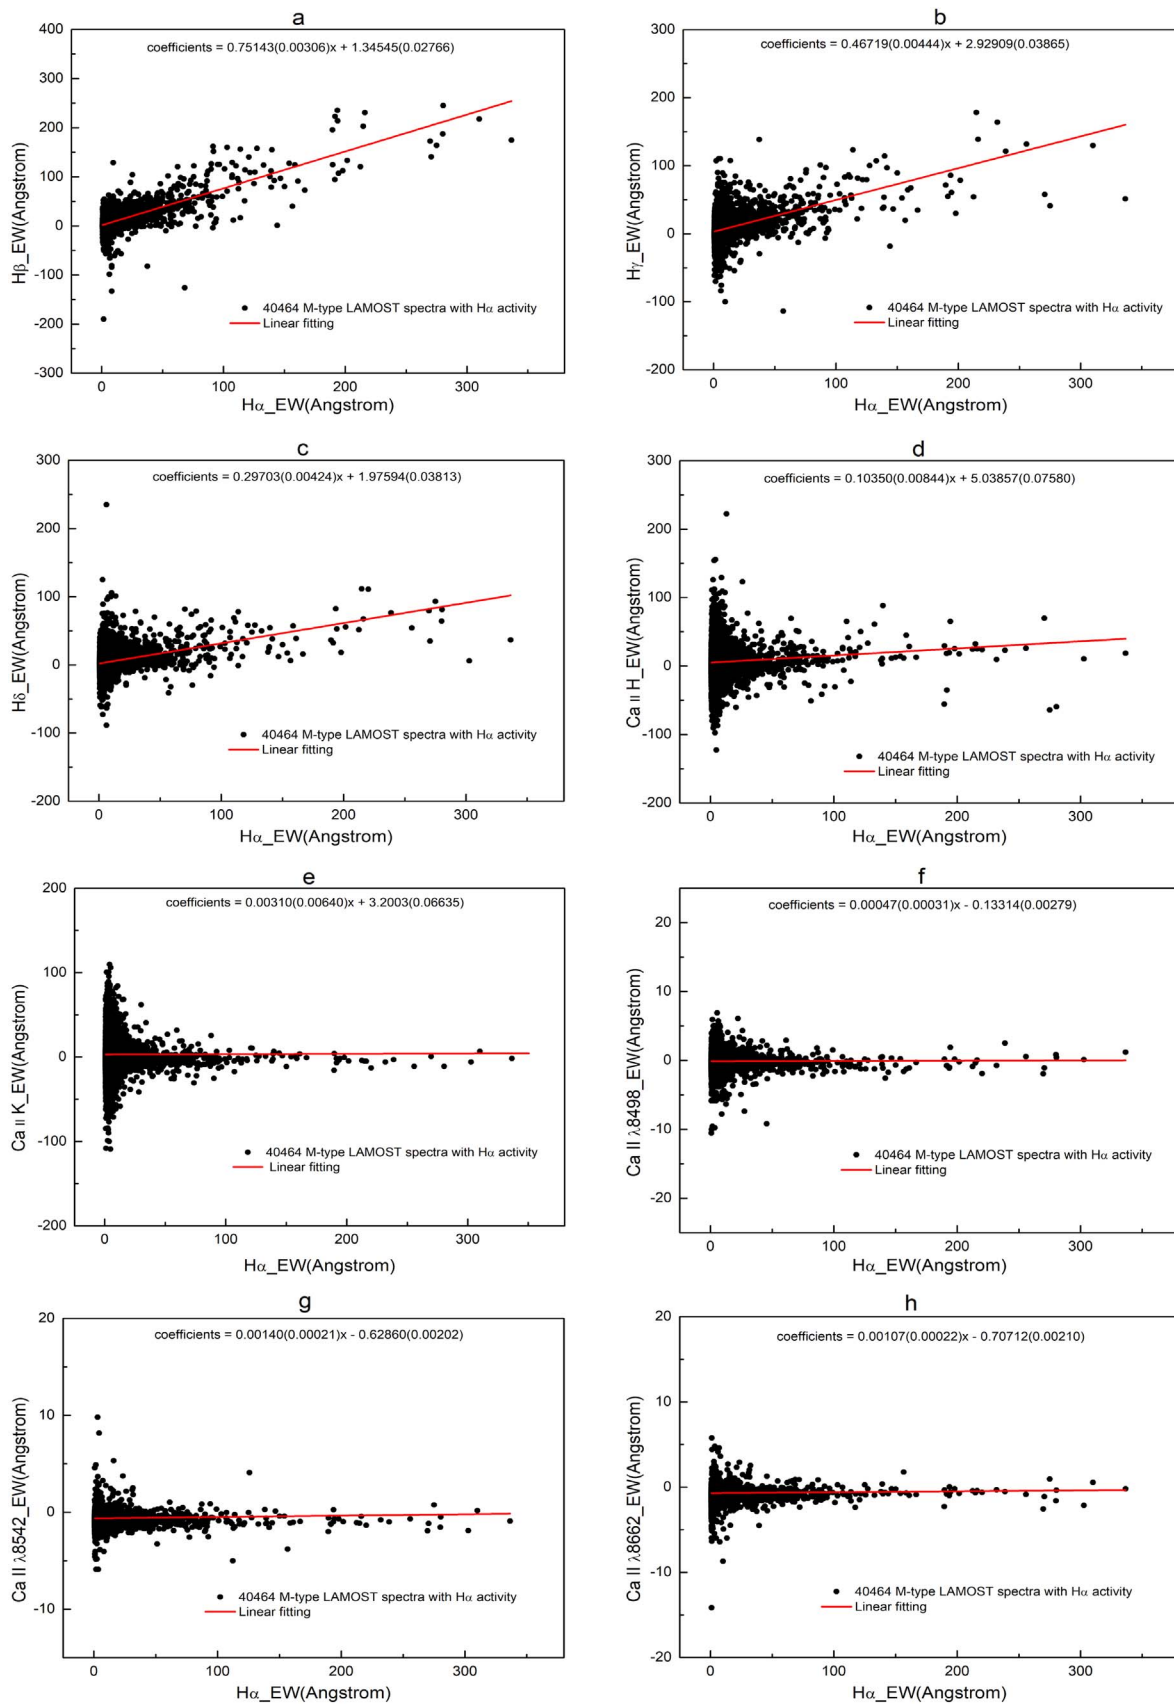 a
coefficients = 0.75143(0.00306)x + 1.34545(0.02766)
400
300
200
100
0
-100
-200
-300
Hβ_EW(Angstrom)
40464 M-type LAMOST spectra with Hα activity
Linear fitting
0
100
200
300
Hα_EW(Angstrom)
b
coefficients = 0.46719(0.00444)x + 2.92909(0.03865)
300
200
100
0
-100
-200
Hγ_EW(Angstrom)
40464 M-type LAMOST spectra with Hα activity
Linear fitting
0
100
200
300
Hα_EW(Angstrom)
c
coefficients = 0.29703(0.00424)x + 1.97594(0.03813)
300
200
100
0
-100
-200
Hδ_EW(Angstrom)
40464 M-type LAMOST spectra with Hα activity
Linear fitting
0
100
200
300
Hα_EW(Angstrom)
d
coefficients = 0.10350(0.00844)x + 5.03857(0.07580)
300
200
100
0
-100
-200
Ca II H_EW(Angstrom)
40464 M-type LAMOST spectra with Hα activity
Linear fitting
0
100
200
300
Hα_EW(Angstrom)
e
coefficients = 0.00310(0.00640)x + 3.2003(0.06635)
200
100
0
-100
-200
Ca II K_EW(Angstrom)
40464 M-type LAMOST spectra with Hα activity
Linear fitting
0
100
200
300
Hα_EW(Angstrom)
f
coefficients = 0.00047(0.00031)x - 0.13314(0.00279)
20
10
0
-10
-20
Ca II λ8498_EW(Angstrom)
40464 M-type LAMOST spectra with Hα activity
Linear fitting
0
100
200
300
Hα_EW(Angstrom)
g
coefficients = 0.00140(0.00021)x - 0.62860(0.00202)
20
10
0
-10
Ca II λ8542_EW(Angstrom)
40464 M-type LAMOST spectra with Hα activity
Linear fitting
0
100
200
300
Hα_EW(Angstrom)
h
coefficients = 0.00107(0.00022)x - 0.70712(0.00210)
20
10
0
-10
-20
Ca II λ8662_EW(Angstrom)
40464 M-type LAMOST spectra with Hα activity
Linear fitting
0
100
200
300
Hα_EW(Angstrom)